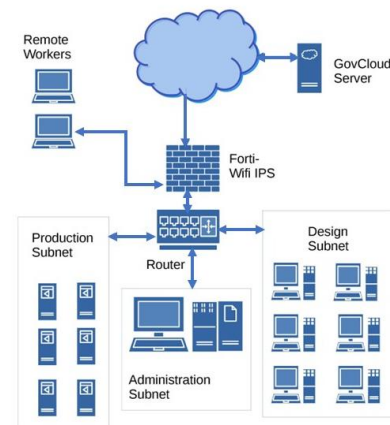 Remote
Workers
GovCloud
Server
Forti-
Wifi IPS
Production
Subnet
Router
Design
Subnet
Administration
Subnet